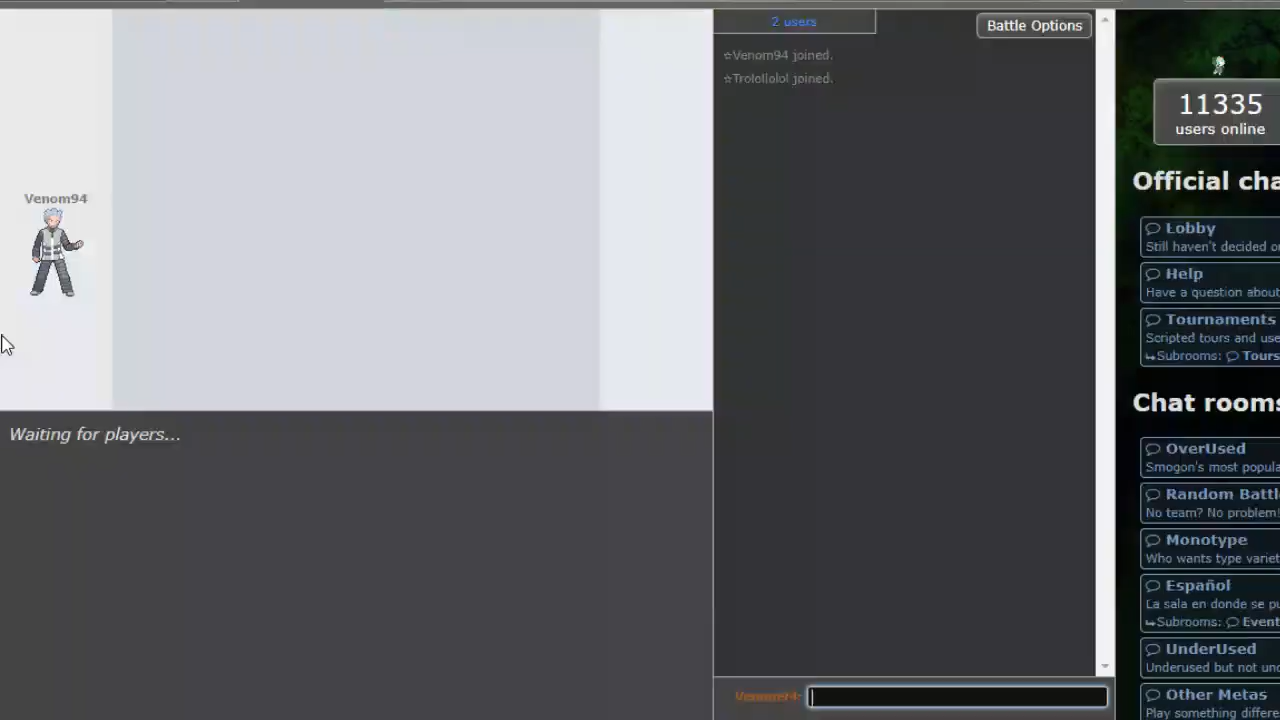 2 users
Battle Options
☆Venom94 joined.
☆Trolollolol joined.
Venom94
Waiting for players...
11335
users online
Official cha
Lobby
Still haven't decided o
Help
Have a question about
Tournaments
Scripted tours and use
↳Subrooms: Tours
Chat rooms
OverUsed
Smogon's most popula
Random Battl
No team? No problem!
Monotype
Who wants type variet
Español
La sala en donde se pu
↳Subrooms: Event
UnderUsed
Underused but not und
Other Metas
Play something differe